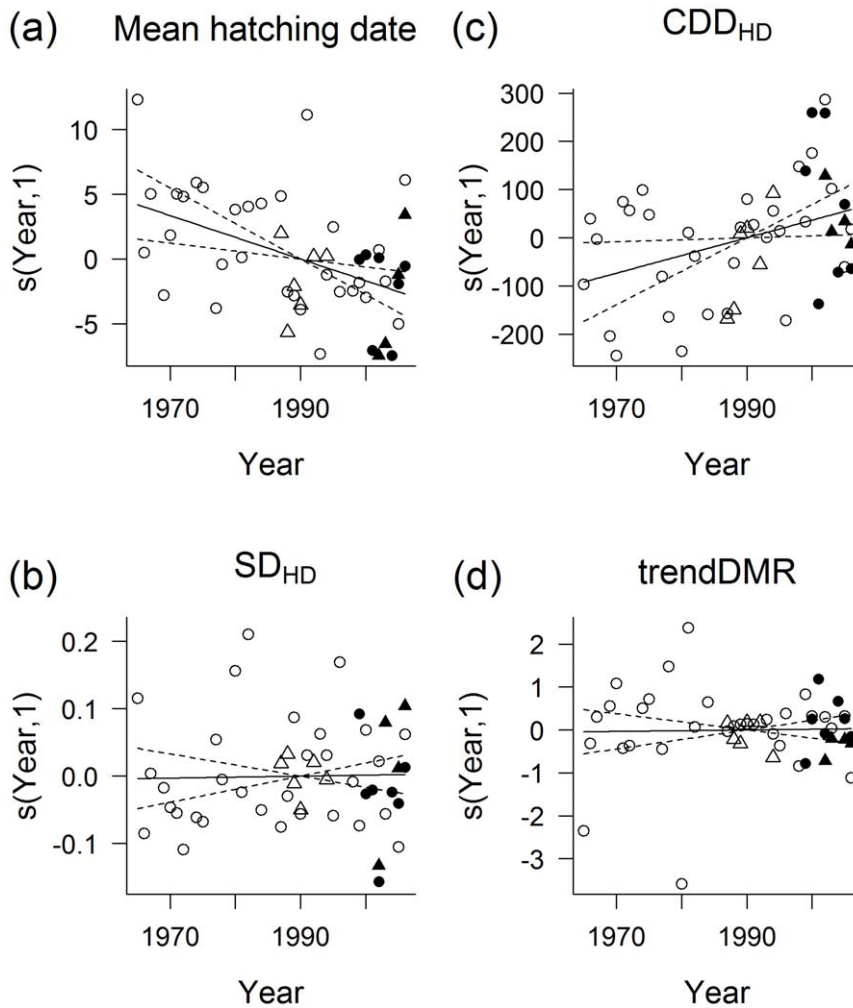 (a) Mean hatching date
s(Year,1)
10
5
0
-5
1970 1990
Year
(c) CDD_HD
s(Year,1)
300
200
100
0
-100
-200
1970 1990
Year
(b) SD_HD
s(Year,1)
0.2
0.1
0.0
-0.1
1970 1990
Year
(d) trendDMR
s(Year,1)
2
1
0
-1
-2
-3
1970 1990
Year